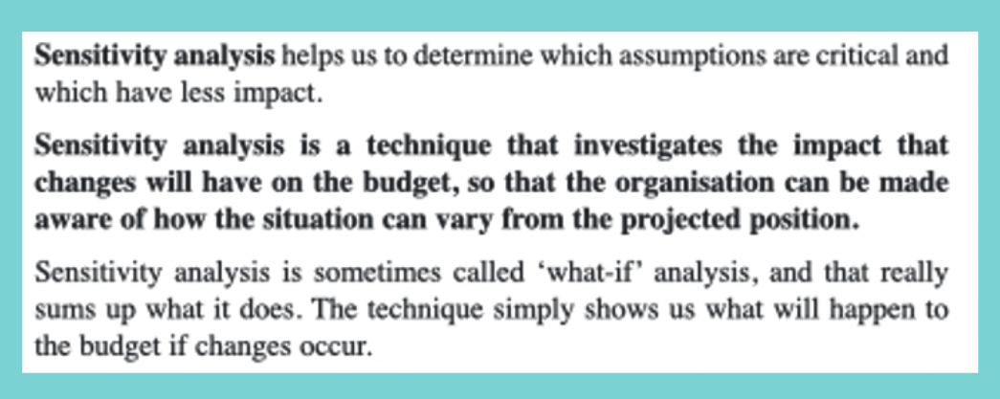 Sensitivity analysis helps us to determine which assumptions are critical and
which have less impact.
Sensitivity analysis is a technique that investigates the impact that
changes will have on the budget, so that the organisation can be made
aware of how the situation can vary from the projected position.
Sensitivity analysis is sometimes called ‘what-if’ analysis, and that really
sums up what it does. The technique simply shows us what will happen to
the budget if changes occur.